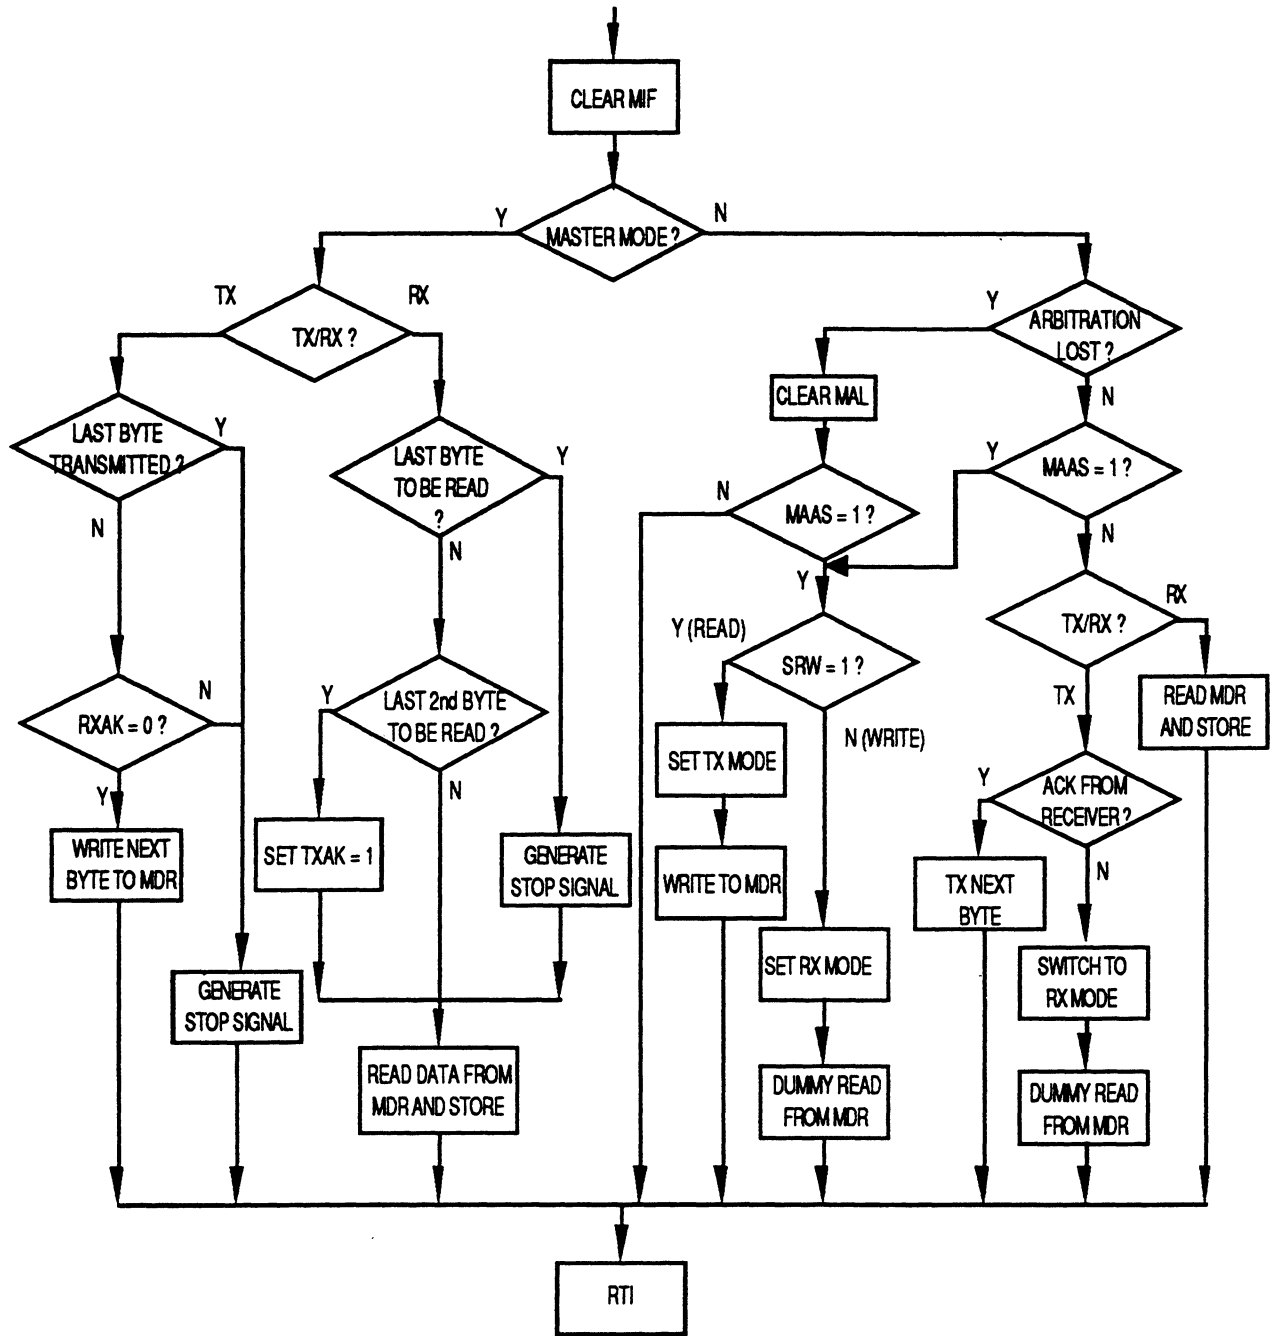 CLEAR MIF
Y
N
MASTER MODE ?
TX
RX
TX/RX ?
Y
ARBITRATION
LOST ?
CLEAR MAL
N
LAST BYTE
TRANSMITTED ?
Y
N
LAST BYTE
TO BE READ
?
Y
N
MAAS = 1 ?
N
Y
Y
MAAS = 1 ?
N
Y (READ)
SRW = 1 ?
N (WRITE)
TX/RX ?
RX
TX
READ MDR
AND STORE
RXAK = 0 ?
N
Y
Y
LAST 2nd BYTE
TO BE READ ?
N
SET TX MODE
Y
ACK FROM
RECEIVER ?
N
WRITE NEXT
BYTE TO MDR
SET TXAK = 1
GENERATE
STOP SIGNAL
WRITE TO MDR
TX NEXT
BYTE
SET RX MODE
SWITCH TO
RX MODE
GENERATE
STOP SIGNAL
READ DATA FROM
MDR AND STORE
DUMMY READ
FROM MDR
DUMMY READ
FROM MDR
RTI